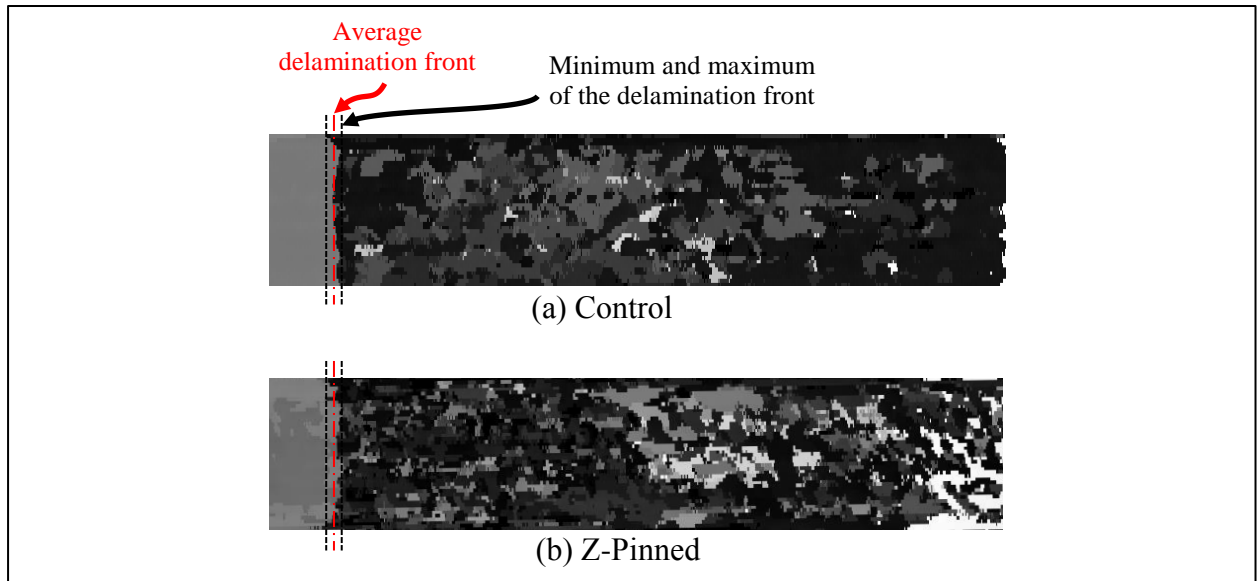 Average
delamination front
Minimum and maximum
of the delamination front
(a) Control
(b) Z-Pinned